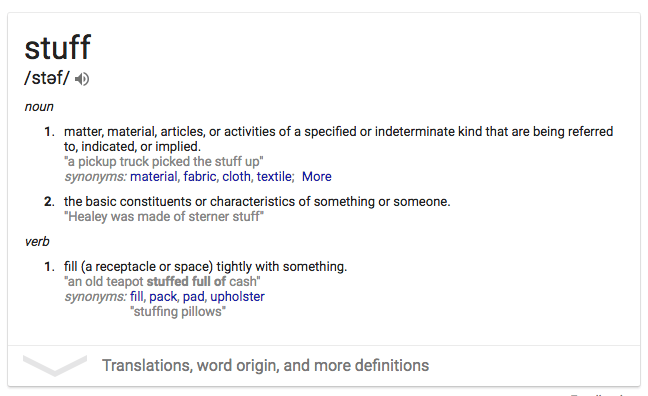 stuff
/stəf/
noun
1. matter, material, articles, or activities of a specified or indeterminate kind that are being referred
to, indicated, or implied.
"a pickup truck picked the stuff up"
synonyms: material, fabric, cloth, textile; More
2. the basic constituents or characteristics of something or someone.
"Healey was made of sterner stuff"
verb
1. fill (a receptacle or space) tightly with something.
"an old teapot stuffed full of cash"
synonyms: fill, pack, pad, upholster
"stuffing pillows"
Translations, word origin, and more definitions